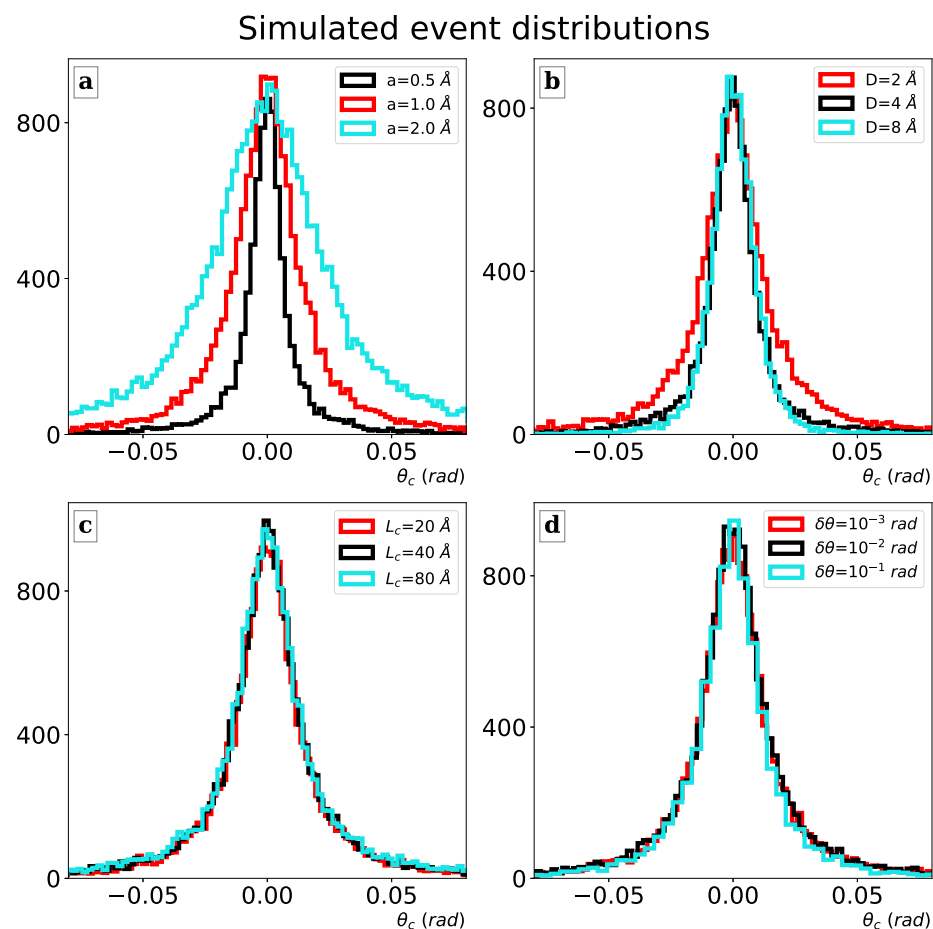 Simulated event distributions
a
a=0.5 Å
a=1.0 Å
a=2.0 Å
800
400
0
−0.05 0.00 0.05
θc (rad)
b
D=2 Å
D=4 Å
D=8 Å
800
400
0
−0.05 0.00 0.05
θc (rad)
c
Lc=20 Å
Lc=40 Å
Lc=80 Å
800
400
0
−0.05 0.00 0.05
θc (rad)
d
δθ=10⁻³ rad
δθ=10⁻² rad
δθ=10⁻¹ rad
800
400
0
−0.05 0.00 0.05
θc (rad)